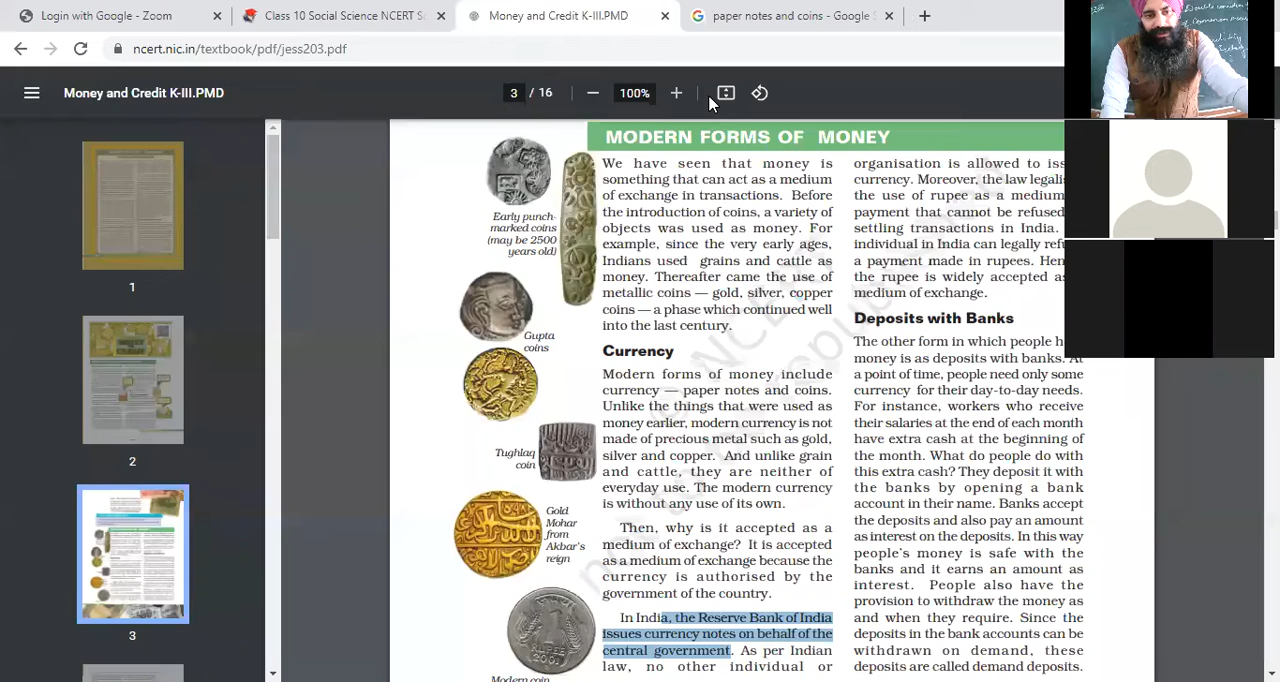 Login with Google - Zoom
Class 10 Social Science NCERT S
Money and Credit K-III.PMD
paper notes and coins - Google S
ncert.nic.in/textbook/pdf/jess203.pdf
Money and Credit K-III.PMD
3 / 16
100%
1
2
3
MODERN FORMS OF MONEY
Early punch-
marked coins
(may be 2500
years old)
Gupta
coins
Tughlaq
coin
Gold
Mohar
from
Akbar's
reign
Modern coin
We have seen that money is
something that can act as a medium
of exchange in transactions. Before
the introduction of coins, a variety of
objects was used as money. For
example, since the very early ages,
Indians used grains and cattle as
money. Thereafter came the use of
metallic coins — gold, silver, copper
coins — a phase which continued well
into the last century.
Currency
Modern forms of money include
currency — paper notes and coins.
Unlike the things that were used as
money earlier, modern currency is not
made of precious metal such as gold,
silver and copper. And unlike grain
and cattle, they are neither of
everyday use. The modern currency
is without any use of its own.
Then, why is it accepted as a
medium of exchange? It is accepted
as a medium of exchange because the
currency is authorised by the
government of the country.
In India, the Reserve Bank of India
issues currency notes on behalf of the
central government. As per Indian
law, no other individual or
organisation is allowed to iss
currency. Moreover, the law legali
the use of rupee as a medium
payment that cannot be refused
settling transactions in India.
individual in India can legally refu
a payment made in rupees. Hen
the rupee is widely accepted as
medium of exchange.
Deposits with Banks
The other form in which people h
money is as deposits with banks. At
a point of time, people need only some
currency for their day-to-day needs.
For instance, workers who receive
their salaries at the end of each month
have extra cash at the beginning of
the month. What do people do with
this extra cash? They deposit it with
the banks by opening a bank
account in their name. Banks accept
the deposits and also pay an amount
as interest on the deposits. In this way
people's money is safe with the
banks and it earns an amount as
interest. People also have the
provision to withdraw the money as
and when they require. Since the
deposits in the bank accounts can be
withdrawn on demand, these
deposits are called demand deposits.